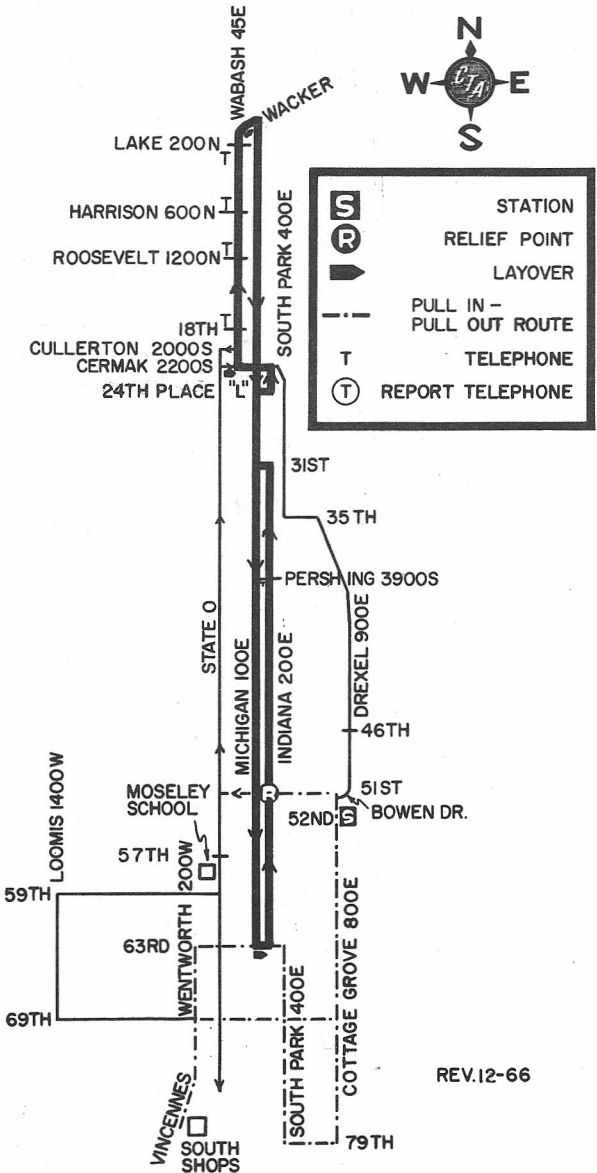 N
W CTA E
S
WABASH 45E
WACKER
LAKE 200N
T
HARRISON 600N
T
ROOSEVELT 1200N
T
SOUTH PARK 400E
18TH
T
CULLERTON 2000S
CERMAK 2200S
24TH PLACE
"L"
S STATION
R RELIEF POINT
LAYOVER
PULL IN –
PULL OUT ROUTE
T TELEPHONE
T REPORT TELEPHONE
31ST
35TH
PERSHING 3900S
STATE 0
MICHIGAN 100E
INDIANA 200E
DREXEL 900E
46TH
MOSELEY
SCHOOL
R
51ST
BOWEN DR.
52ND S
LOOMIS 1400W
57TH
WENTWORTH 200W
59TH
63RD
69TH
SOUTH PARK 400E
COTTAGE GROVE 800E
REV. 12-66
VINCENNES
SOUTH
SHOPS
79TH